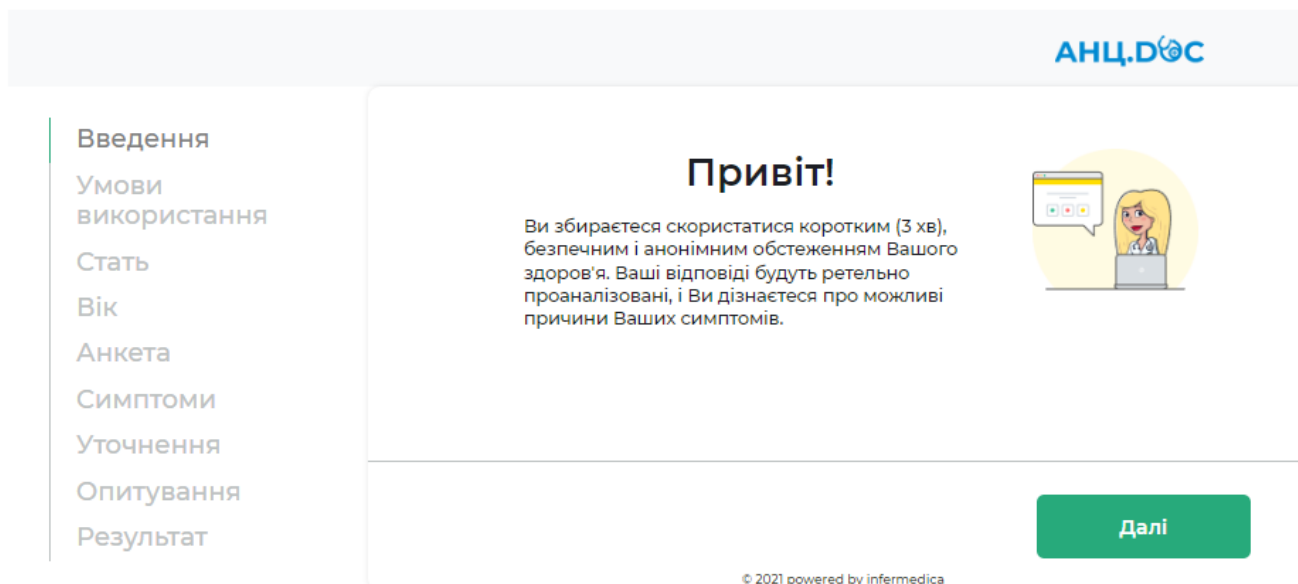 АНЦ.DOC
Введення
Умови
використання
Стать
Вік
Анкета
Симптоми
Уточнення
Опитування
Результат
Привіт!
Ви збираєтеся скористатися коротким (3 хв),
безпечним і анонімним обстеженням Вашого
здоров'я. Ваші відповіді будуть ретельно
проаналізовані, і Ви дізнаєтеся про можливі
причини Ваших симптомів.
Далі
© 2021 powered by infermedica